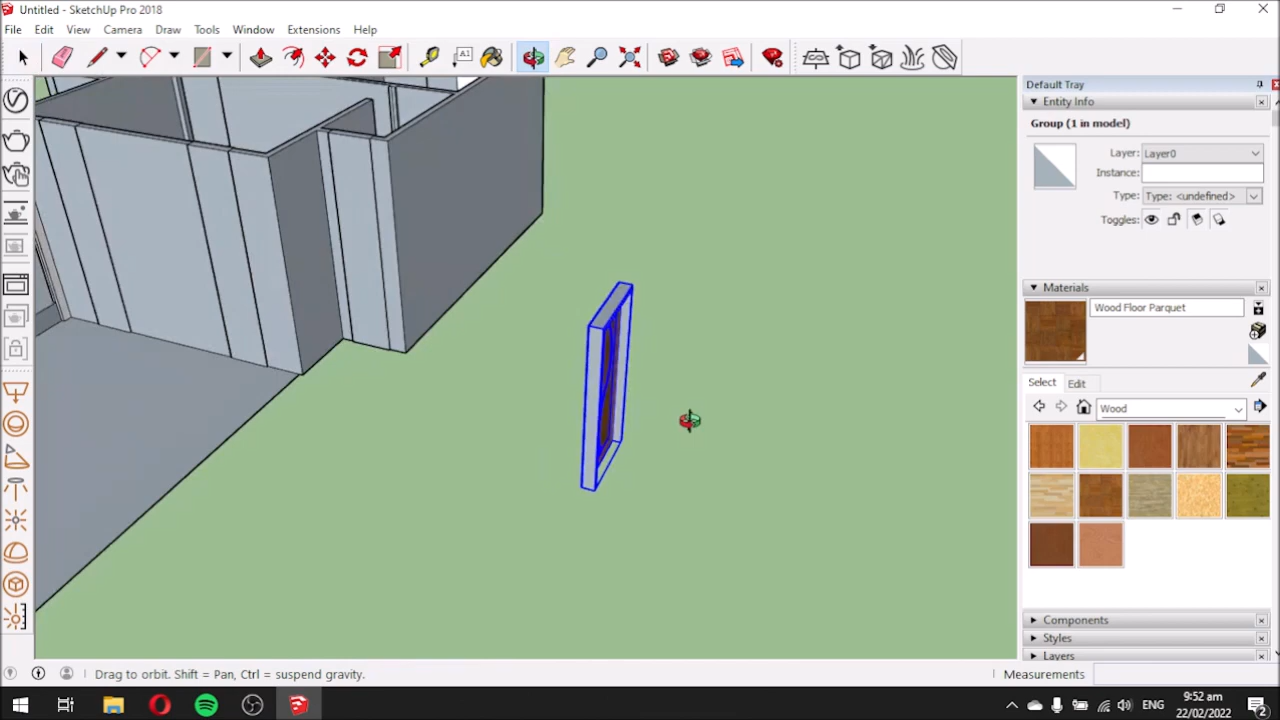 Untitled - SketchUp Pro 2018
File Edit View Camera Draw Tools Window Extensions Help
A1
Default Tray
Entity Info
Group (1 in model)
Layer: Layer0
Instance:
Type: Type: <undefined>
Toggles:
Materials
Wood Floor Parquet
Select Edit
Wood
Components
Styles
Layers
Drag to orbit. Shift = Pan, Ctrl = suspend gravity.
Measurements
9:52 am
ENG
22/02/2022
2